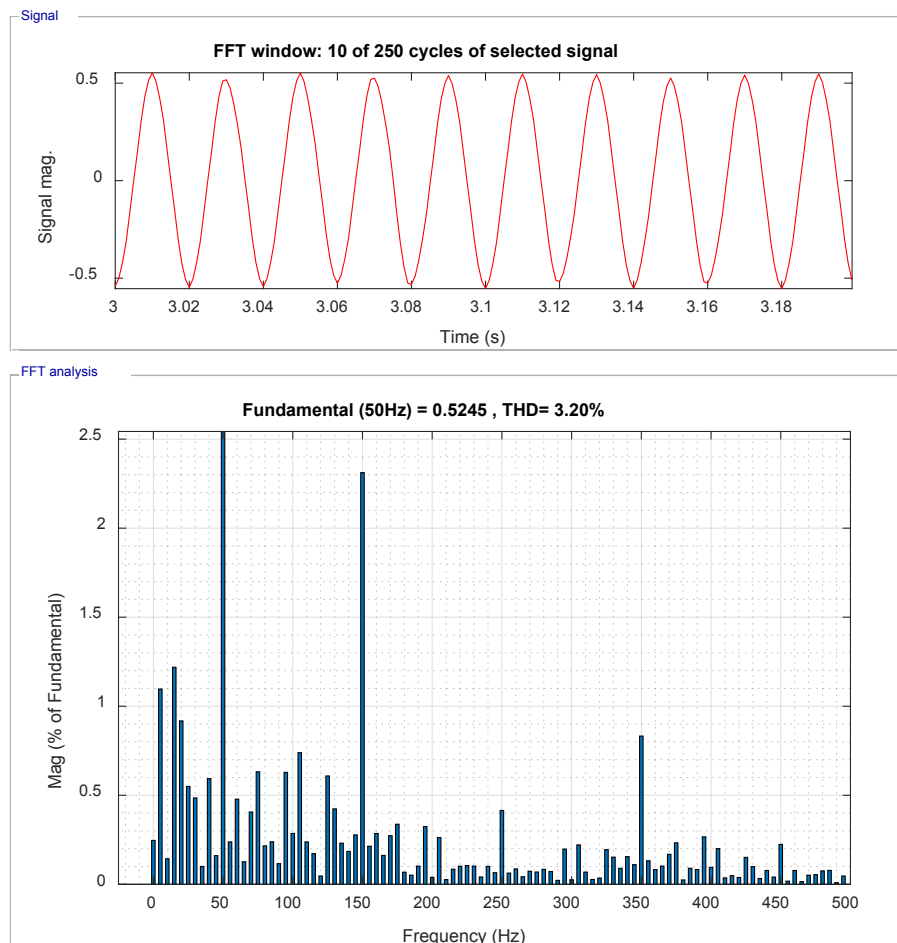 Signal
FFT window: 10 of 250 cycles of selected signal
0.5
0
-0.5
Signal mag.
3 3.02 3.04 3.06 3.08 3.1 3.12 3.14 3.16 3.18
Time (s)
FFT analysis
Fundamental (50Hz) = 0.5245 , THD= 3.20%
2.5
2
1.5
1
0.5
0
Mag (% of Fundamental)
0 50 100 150 200 250 300 350 400 450 500
Frequency (Hz)